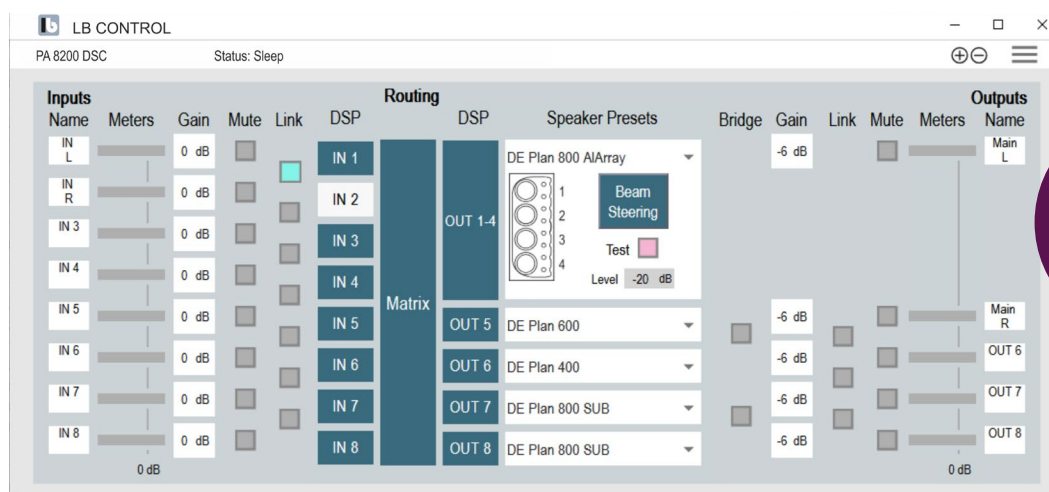 LB CONTROL
PA 8200 DSC Status: Sleep
Inputs Routing Outputs
Name Meters Gain Mute Link DSP DSP Speaker Presets Bridge Gain Link Mute Meters Name
IN L 0 dB IN 1 DE Plan 800 AIArray -6 dB Main L
IN R 0 dB IN 2 1 Beam Steering
2
OUT 1-4
IN 3 0 dB IN 3 3 Test
4
IN 4 0 dB IN 4 Level -20 dB
Matrix
IN 5 0 dB IN 5 OUT 5 DE Plan 600 -6 dB Main R
IN 6 0 dB IN 6 OUT 6 DE Plan 400 -6 dB OUT 6
IN 7 0 dB IN 7 OUT 7 DE Plan 800 SUB -6 dB OUT 7
IN 8 0 dB IN 8 OUT 8 DE Plan 800 SUB -6 dB OUT 8
0 dB 0 dB